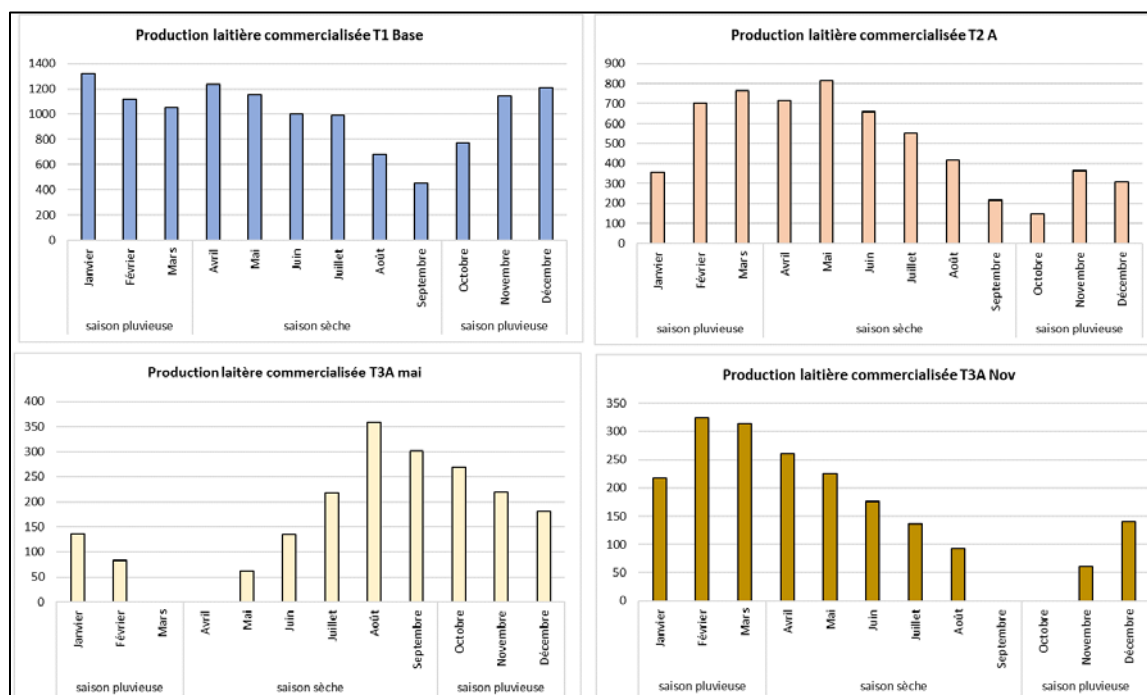 Production laitière commercialisée T1 Base
1400
1200
1000
800
600
400
200
0
Janvier
Février
Mars
Avril
Mai
Juin
Juillet
Août
Septembre
Octobre
Novembre
Décembre
saison pluvieuse
saison sèche
saison pluvieuse
Production laitière commercialisée T2 A
900
800
700
600
500
400
300
200
100
0
Janvier
Février
Mars
Avril
Mai
Juin
Juillet
Août
Septembre
Octobre
Novembre
Décembre
saison pluvieuse
saison sèche
saison pluvieuse
Production laitère commercialisée T3A mai
400
350
300
250
200
150
100
50
0
Janvier
Février
Mars
Avril
Mai
Juin
Juillet
Août
Septembre
Octobre
Novembre
Décembre
saison pluvieuse
saison sèche
saison pluvieuse
Production laitière commercialisée T3A Nov
350
300
250
200
150
100
50
0
Janvier
Février
Mars
Avril
Mai
Juin
Juillet
Août
Septembre
Octobre
Novembre
Décembre
saison pluvieuse
saison sèche
saison pluvieuse